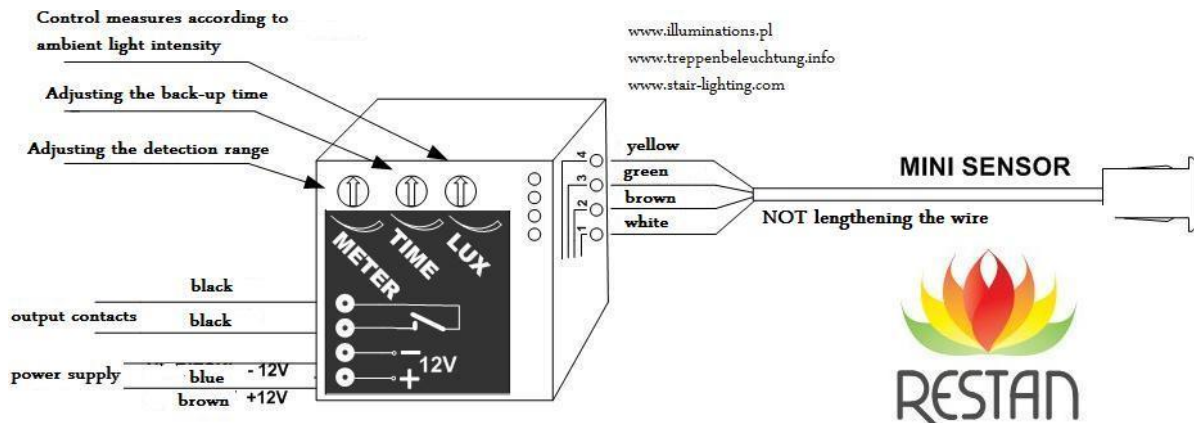 Control measures according to
ambient light intensity
Adjusting the back-up time
Adjusting the detection range
www.illuminations.pl
www.treppenbeleuchtung.info
www.stair-lighting.com
METER
TIME
LUX
4
3
2
1
yellow
green
brown
white
MINI SENSOR
NOT lengthening the wire
black
output contacts
black
power supply
blue
- 12V
brown
+12V
- 12V
+
RESTAN